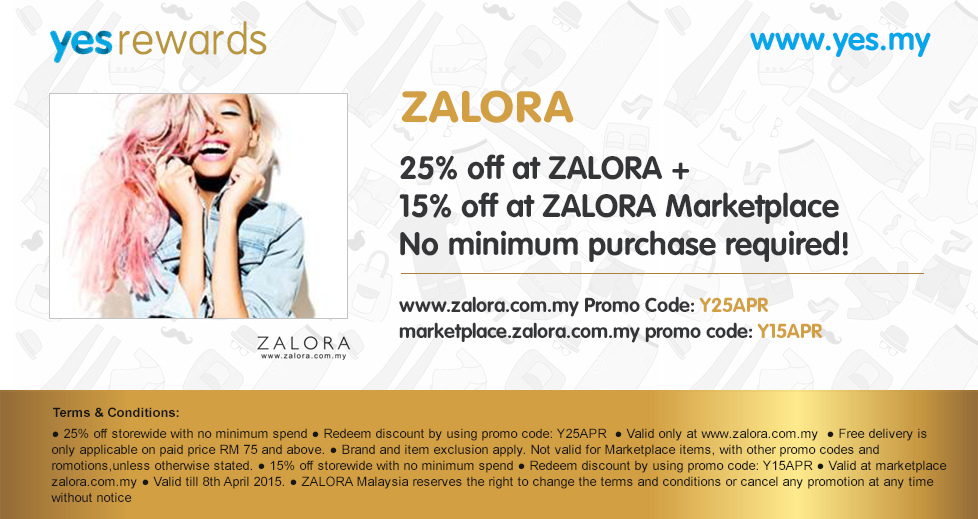 yes rewards
www.yes.my
ZALORA
25% off at ZALORA +
15% off at ZALORA Marketplace
No minimum purchase required!
www.zalora.com.my Promo Code: Y25APR
marketplace.zalora.com.my promo code: Y15APR
ZALORA
www.zalora.com.my
Terms & Conditions:
● 25% off storewide with no minimum spend ● Redeem discount by using promo code: Y25APR ● Valid only at www.zalora.com.my ● Free delivery is
only applicable on paid price RM 75 and above. ● Brand and item exclusion apply. Not valid for Marketplace items, with other promo codes and
romotions,unless otherwise stated. ● 15% off storewide with no minimum spend ● Redeem discount by using promo code: Y15APR ● Valid at marketplace
zalora.com.my ● Valid till 8th April 2015. ● ZALORA Malaysia reserves the right to change the terms and conditions or cancel any promotion at any time
without notice